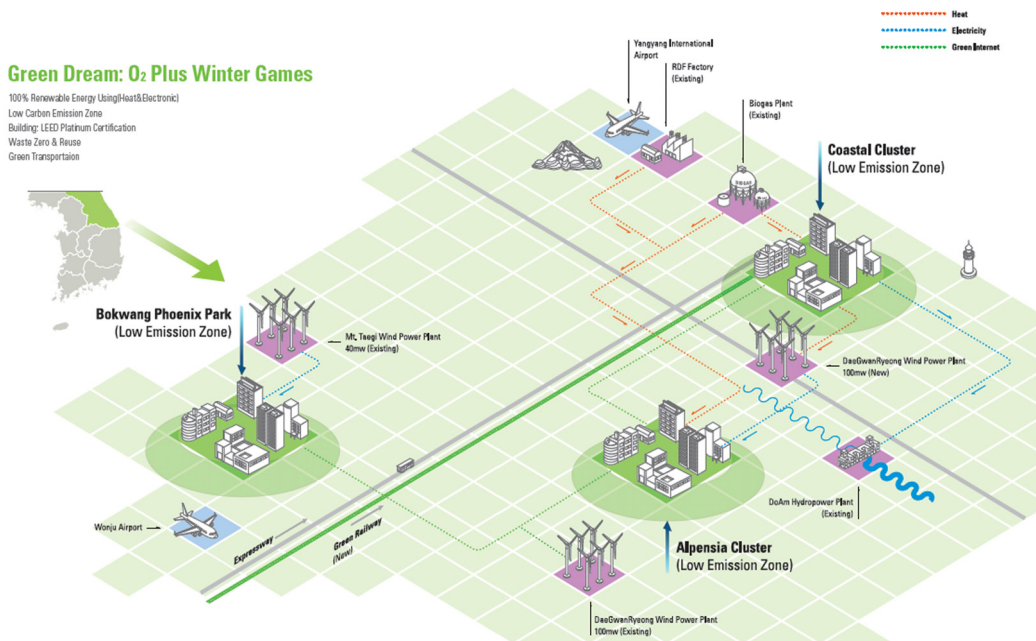 Heat
Electricity
Green Internet
Green Dream: O₂ Plus Winter Games
100% Renewable Energy Using(Heat&Electronic)
Low Carbon Emission Zone
Building: LEED Platinum Certification
Waste Zero & Reuse
Green Transportaion
Yangyang International
Airport
RDF Factory
(Existing)
Biogas Plant
(Existing)
Coastal Cluster
(Low Emission Zone)
Bokwang Phoenix Park
(Low Emission Zone)
Mt. Taegi Wind Power Plant
40mw (Existing)
DaeGwanRyeong Wind Power Plant
100mw (New)
DoAm Hydropower Plant
(Existing)
Wonju Airport
Expressway
Green Railway
(New)
Alpensia Cluster
(Low Emission Zone)
DaeGwanRyeong Wind Power Plant
100mw (Existing)